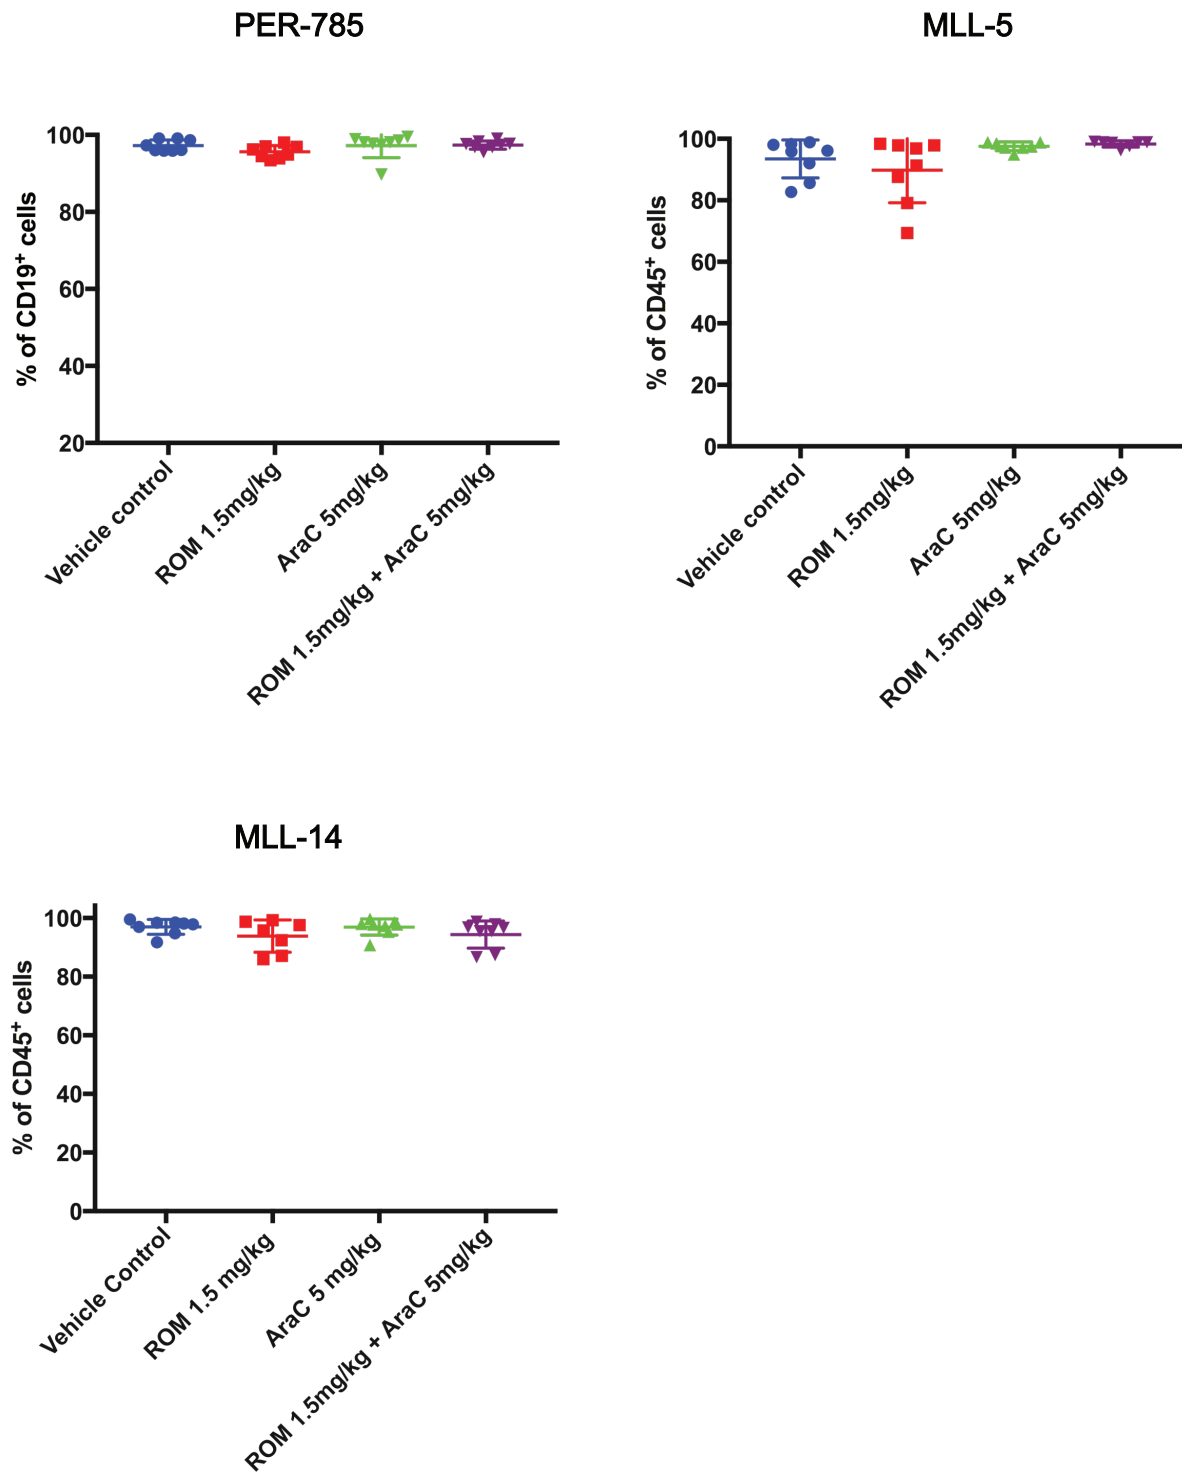 PER-785
% of CD19⁺ cells
100
80
60
40
20
Vehicle control
ROM 1.5mg/kg
AraC 5mg/kg
ROM 1.5mg/kg + AraC 5mg/kg
MLL-5
% of CD45⁺ cells
100
80
60
40
20
0
Vehicle control
ROM 1.5mg/kg
AraC 5mg/kg
ROM 1.5mg/kg + AraC 5mg/kg
MLL-14
% of CD45⁺ cells
100
80
60
40
20
0
Vehicle Control
ROM 1.5 mg/kg
AraC 5 mg/kg
ROM 1.5mg/kg + AraC 5mg/kg